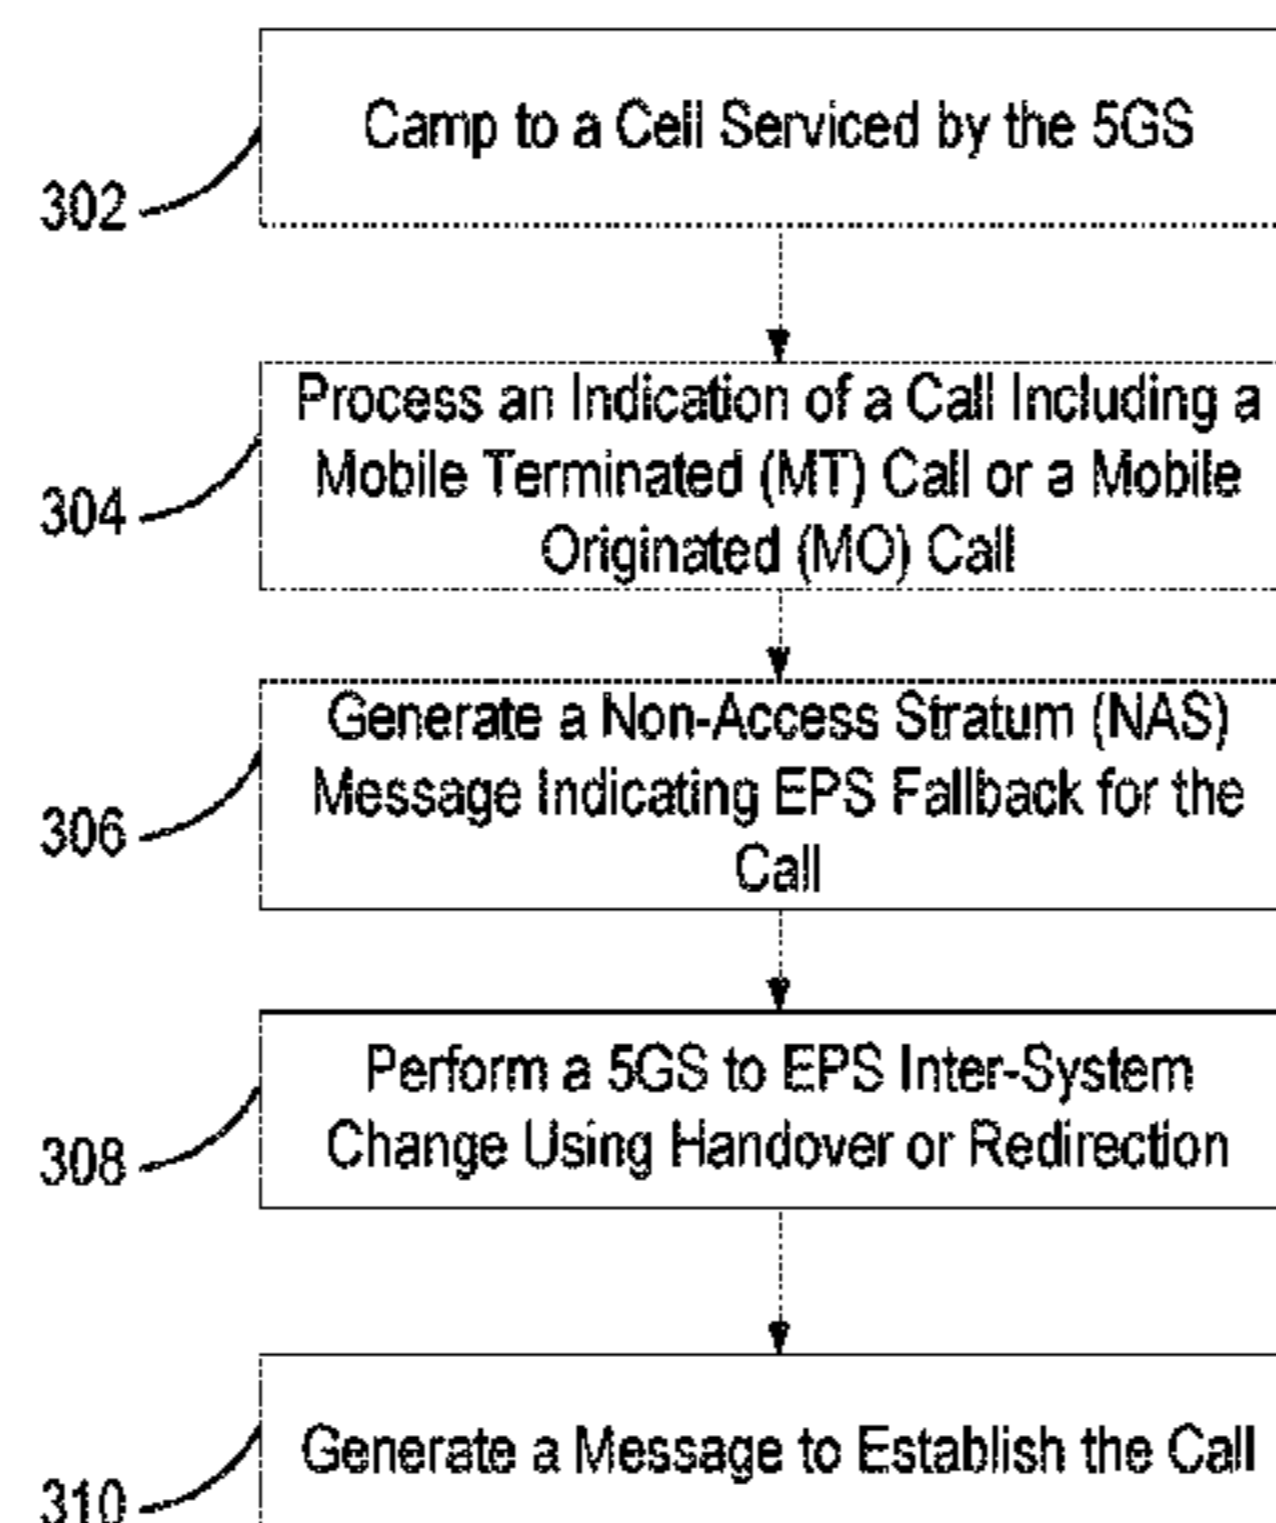 Camp to a Cell Serviced by the 5GS
302
Process an Indication of a Call Including a
Mobile Terminated (MT) Call or a Mobile
Originated (MO) Call
304
Generate a Non-Access Stratum (NAS)
Message Indicating EPS Fallback for the
Call
306
Perform a 5GS to EPS Inter-System
Change Using Handover or Redirection
308
Generate a Message to Establish the Call
310